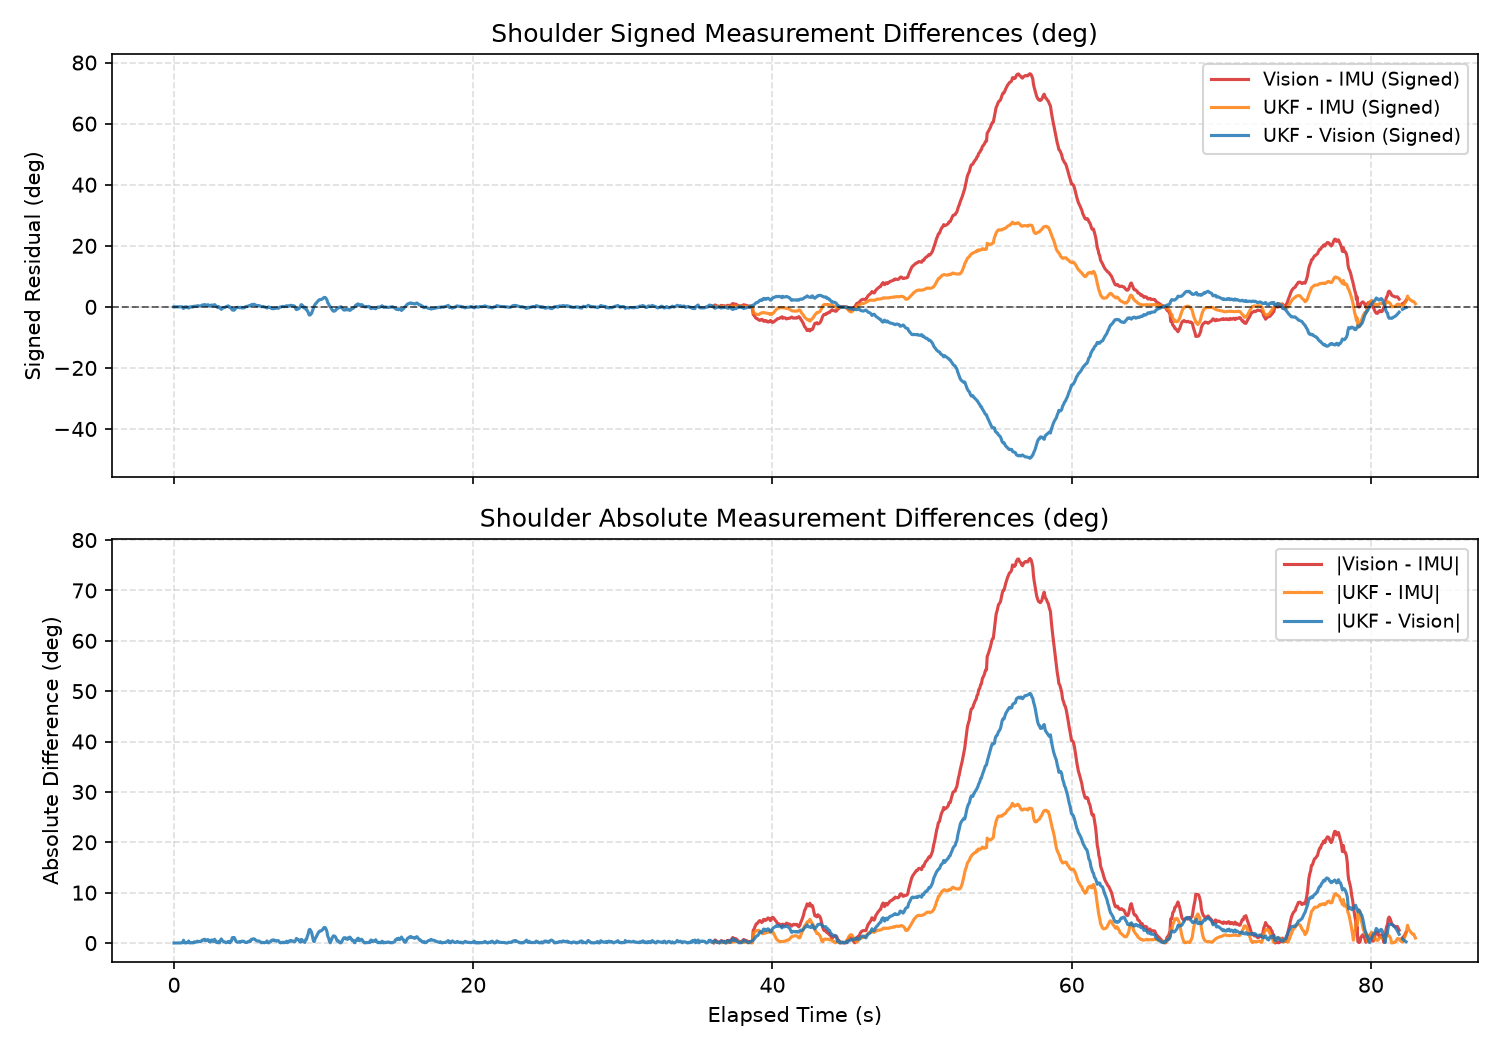 Shoulder Signed Measurement Differences (deg)
80
60
40
20
0
−20
−40
Signed Residual (deg)
Vision - IMU (Signed)
UKF - IMU (Signed)
UKF - Vision (Signed)
Shoulder Absolute Measurement Differences (deg)
80
70
60
50
40
30
20
10
0
Absolute Difference (deg)
|Vision - IMU|
|UKF - IMU|
|UKF - Vision|
0
20
40
60
80
Elapsed Time (s)